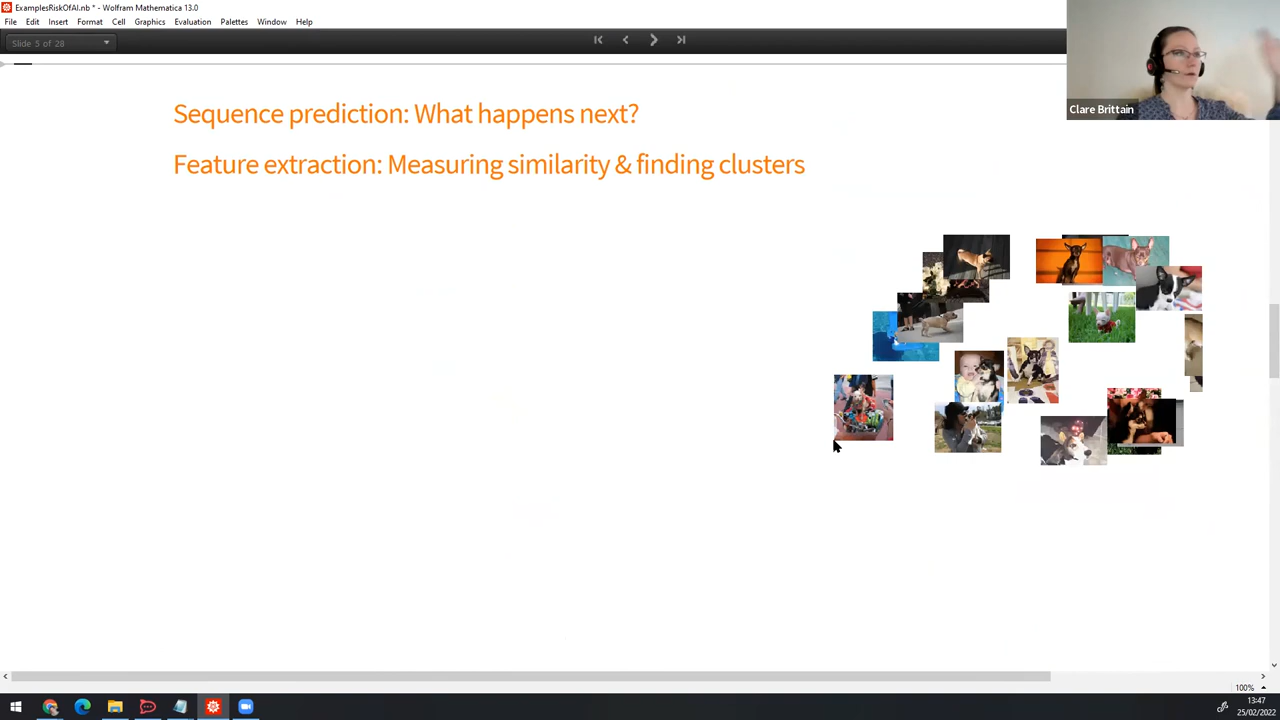 ExamplesRiskOfAI.nb * - Wolfram Mathematica 13.0
File Edit Insert Format Cell Graphics Evaluation Palettes Window Help
Slide 5 of 28
Clare Brittain
Sequence prediction: What happens next?
Feature extraction: Measuring similarity & finding clusters
100%
13:47
25/02/2022